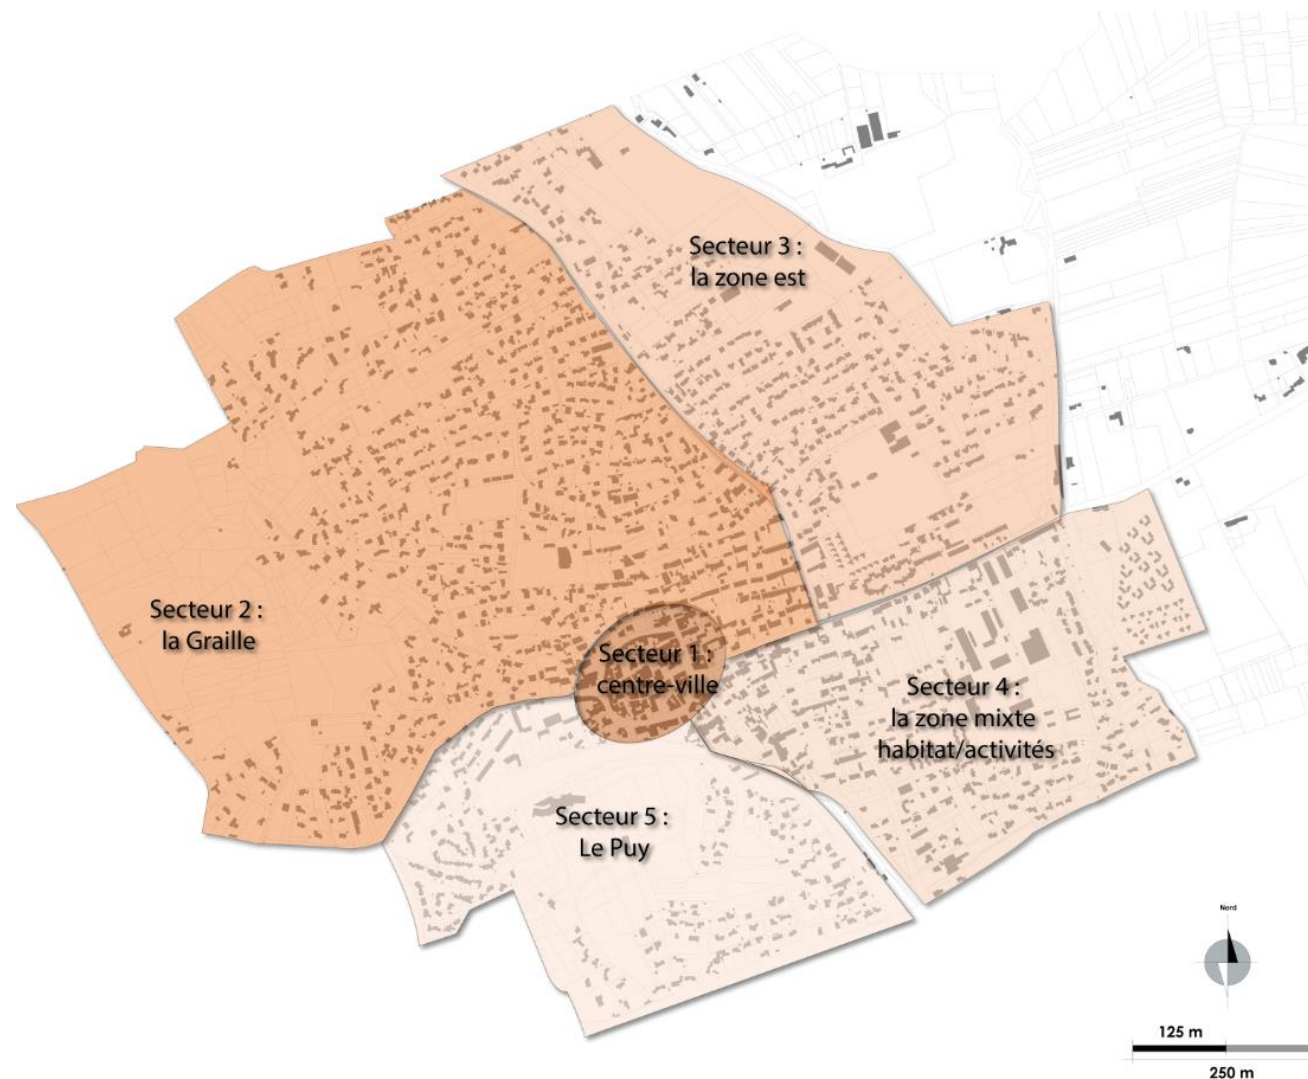 Secteur 3 :
la zone est
Secteur 2 :
la Graille
Secteur 1 :
centre-ville
Secteur 4 :
la zone mixte
habitat/activités
Secteur 5 :
Le Puy
Nord
125 m
250 m